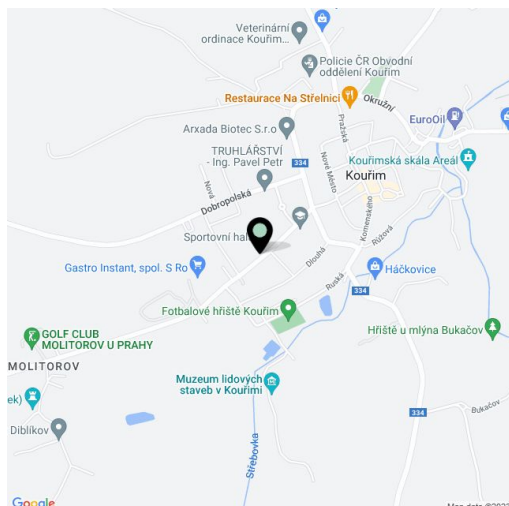 Veterinární
ordinace Kouřim...
Policie ČR Obvodní
oddělení Kouřim
Restaurace Na Střelnici
Okružní
EuroOil
Arxada Biotec S.r.o
Pražská
TRUHLÁŘSTVÍ
- Ing. Pavel Petr
334
Nové Město
Kouřimská skála Areál
Kouřim
Nová
Dobropolská
Komenského
Růžová
Sportovní hal
Dlouhá
Gastro Instant, spol. S Ro
Ruská
Háčkovice
334
Fotbalové hřiště Kouřim
Hřiště u mlýna Bukačov
GOLF CLUB
MOLITOROV U PRAHY
MOLITOROV
Muzeum lidových
staveb v Kouřimi
ek)
Bukačov
334
Diblíkov
Střebovka
Google